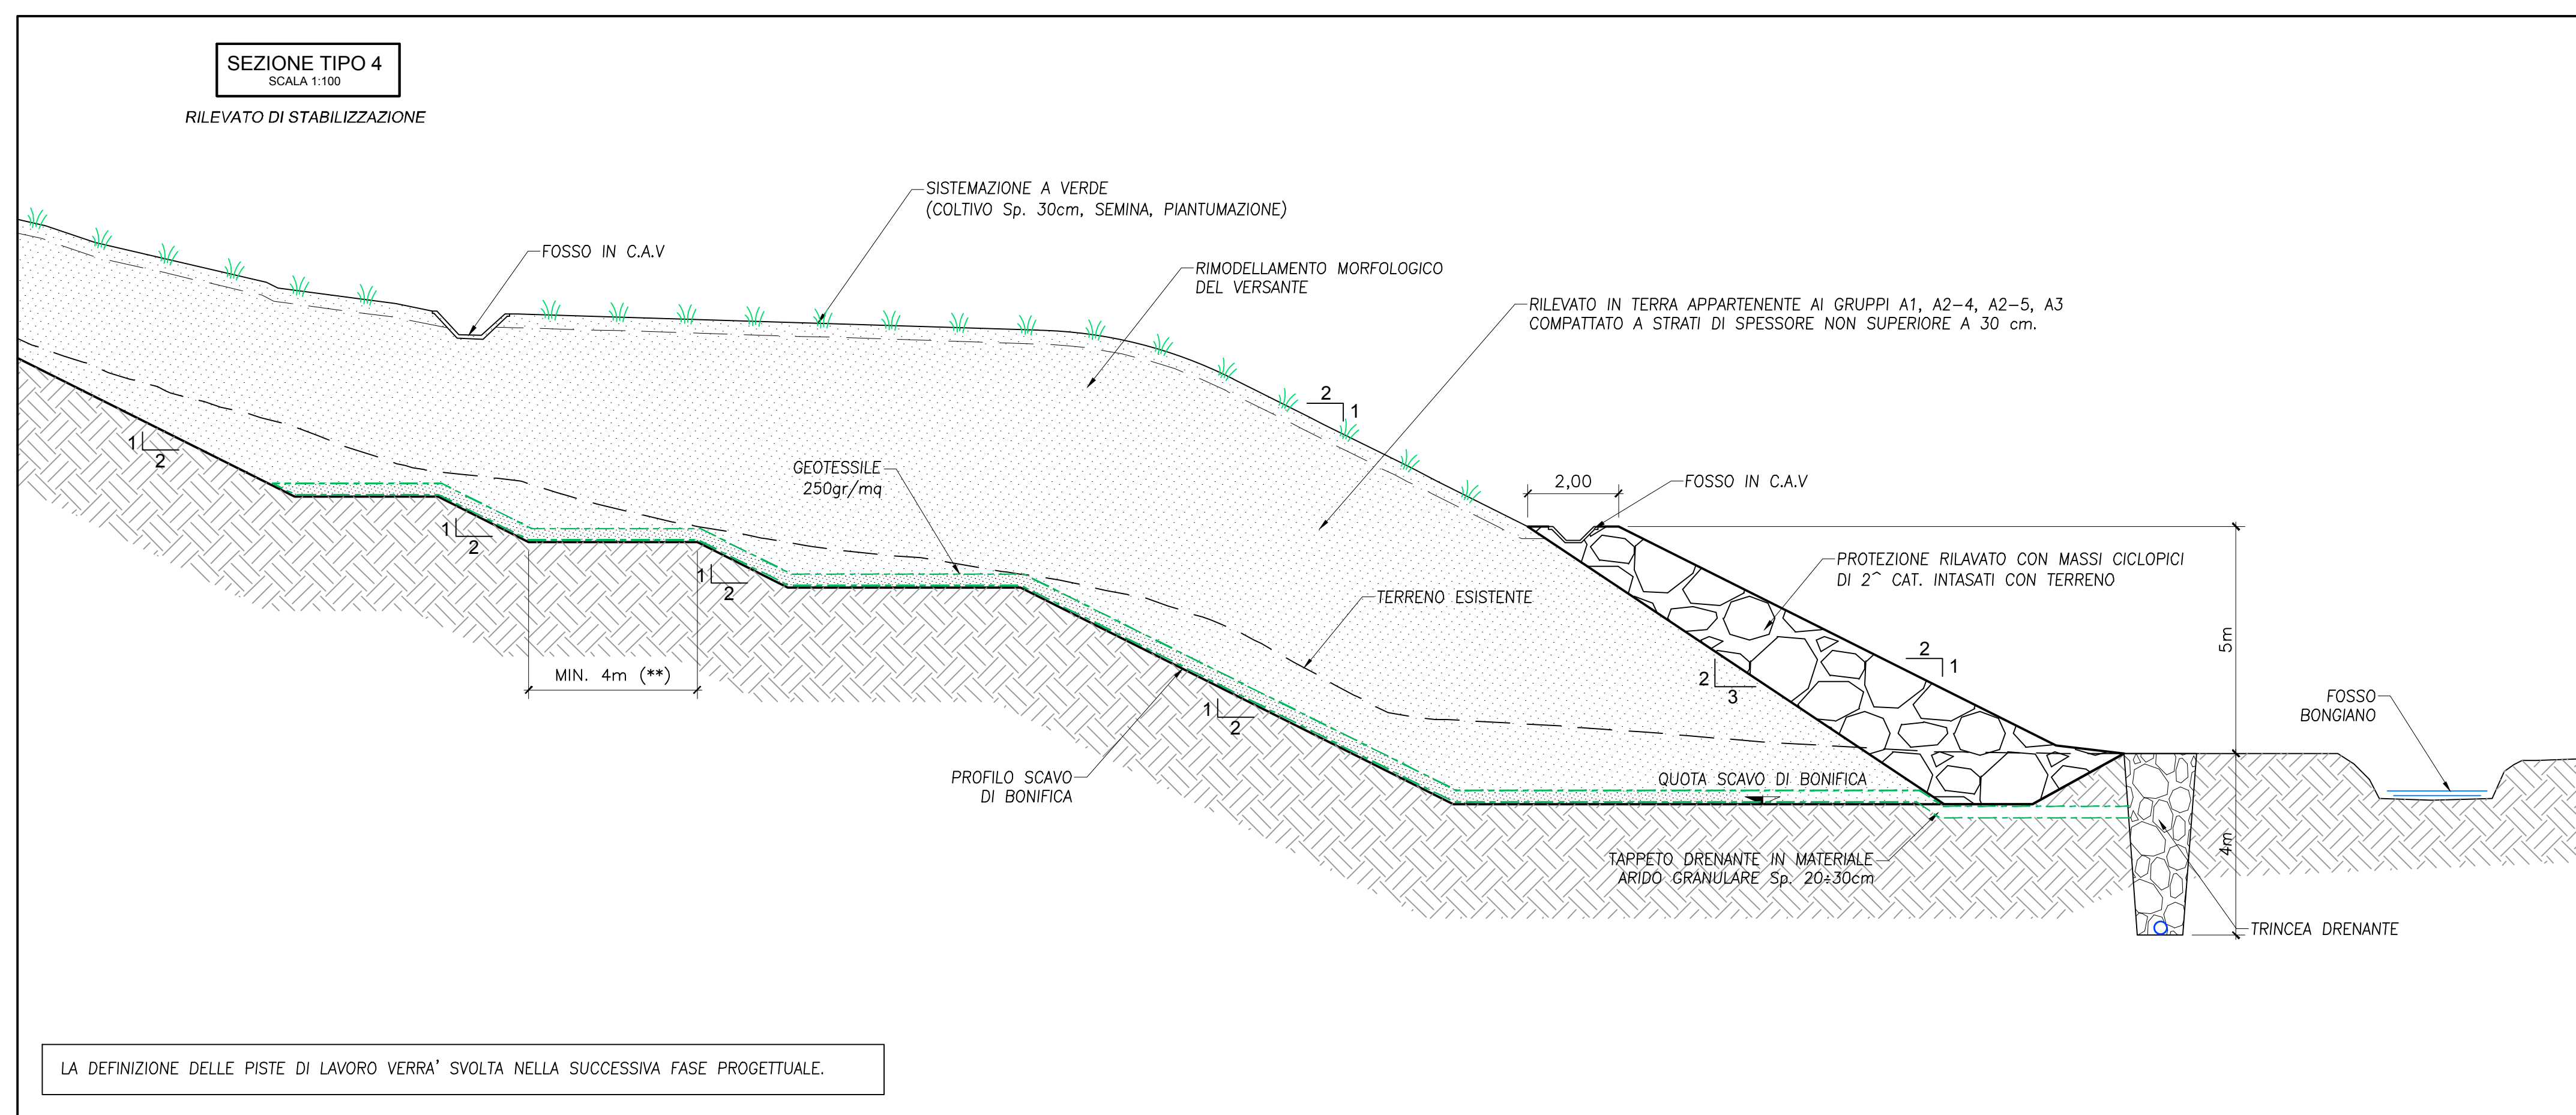 SEZIONE TIPO 4
SCALA 1:100
RILEVATO DI STABILIZZAZIONE
SISTEMAZIONE A VERDE
(COLTIVO Sp. 30cm, SEMINA, PIANTUMAZIONE)
FOSSO IN C.A.V
RIMODELLAMENTO MORFOLOGICO
DEL VERSANTE
RILEVATO IN TERRA APPARTENENTE AI GRUPPI A1, A2-4, A2-5, A3
COMPATTATO A STRATI DI SPESSORE NON SUPERIORE A 30 cm.
2
1
1
2
GEOTESSILE
250gr/mq
2,00
FOSSO IN C.A.V
1
2
PROTEZIONE RILAVATO CON MASSI CICLOPICI
DI 2^ CAT. INTASATI CON TERRENO
1
2
TERRENO ESISTENTE
5m
2
1
MIN. 4m (**)
2
3
1
2
FOSSO
BONGIANO
PROFILO SCAVO
DI BONIFICA
QUOTA SCAVO DI BONIFICA
4m
TAPPETO DRENANTE IN MATERIALE
ARIDO GRANULARE Sp. 20÷30cm
TRINCEA DRENANTE
LA DEFINIZIONE DELLE PISTE DI LAVORO VERRA' SVOLTA NELLA SUCCESSIVA FASE PROGETTUALE.